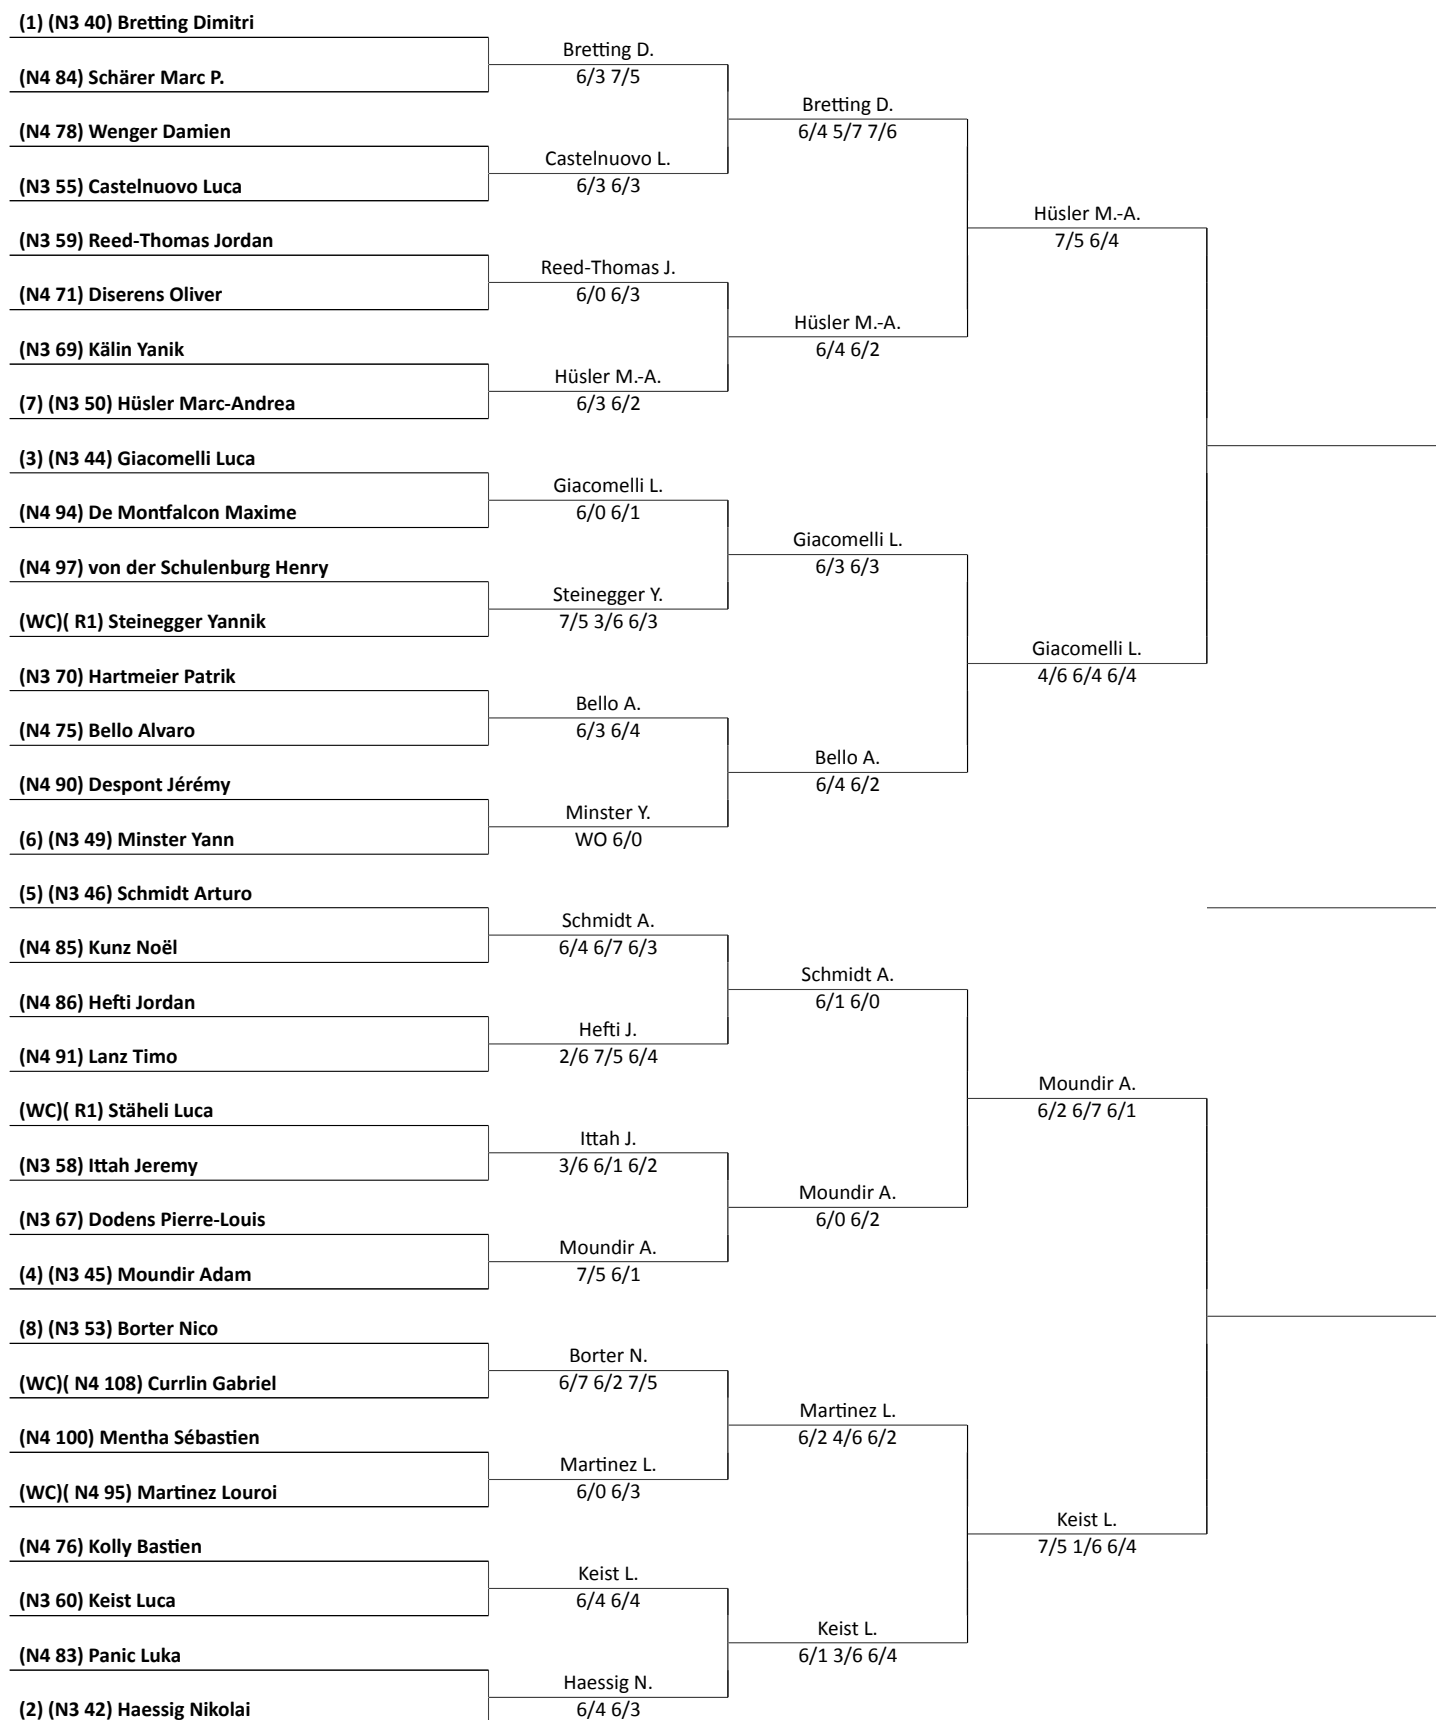 (1) (N3 40) Bretting Dimitri
Bretting D.
(N4 84) Schärer Marc P.
6/3 7/5
Bretting D.
(N4 78) Wenger Damien
6/4 5/7 7/6
Castelnuovo L.
(N3 55) Castelnuovo Luca
6/3 6/3
Hüsler M.-A.
(N3 59) Reed-Thomas Jordan
7/5 6/4
Reed-Thomas J.
(N4 71) Diserens Oliver
6/0 6/3
Hüsler M.-A.
(N3 69) Kälin Yanik
6/4 6/2
Hüsler M.-A.
(7) (N3 50) Hüsler Marc-Andrea
6/3 6/2
(3) (N3 44) Giacomelli Luca
Giacomelli L.
(N4 94) De Montfalcon Maxime
6/0 6/1
Giacomelli L.
(N4 97) von der Schulenburg Henry
6/3 6/3
Steinegger Y.
(WC)( R1) Steinegger Yannik
7/5 3/6 6/3
Giacomelli L.
(N3 70) Hartmeier Patrik
4/6 6/4 6/4
Bello A.
(N4 75) Bello Alvaro
6/3 6/4
Bello A.
(N4 90) Despont Jérémy
6/4 6/2
Minster Y.
(6) (N3 49) Minster Yann
WO 6/0
(5) (N3 46) Schmidt Arturo
Schmidt A.
(N4 85) Kunz Noël
6/4 6/7 6/3
Schmidt A.
(N4 86) Hefti Jordan
6/1 6/0
Hefti J.
(N4 91) Lanz Timo
2/6 7/5 6/4
Moundir A.
(WC)( R1) Stäheli Luca
6/2 6/7 6/1
Ittah J.
(N3 58) Ittah Jeremy
3/6 6/1 6/2
Moundir A.
(N3 67) Dodens Pierre-Louis
6/0 6/2
Moundir A.
(4) (N3 45) Moundir Adam
7/5 6/1
(8) (N3 53) Borter Nico
Borter N.
(WC)( N4 108) Currlin Gabriel
6/7 6/2 7/5
Martinez L.
(N4 100) Mentha Sébastien
6/2 4/6 6/2
Martinez L.
(WC)( N4 95) Martinez Louroi
6/0 6/3
Keist L.
(N4 76) Kolly Bastien
7/5 1/6 6/4
Keist L.
(N3 60) Keist Luca
6/4 6/4
Keist L.
(N4 83) Panic Luka
6/1 3/6 6/4
Haessig N.
(2) (N3 42) Haessig Nikolai
6/4 6/3